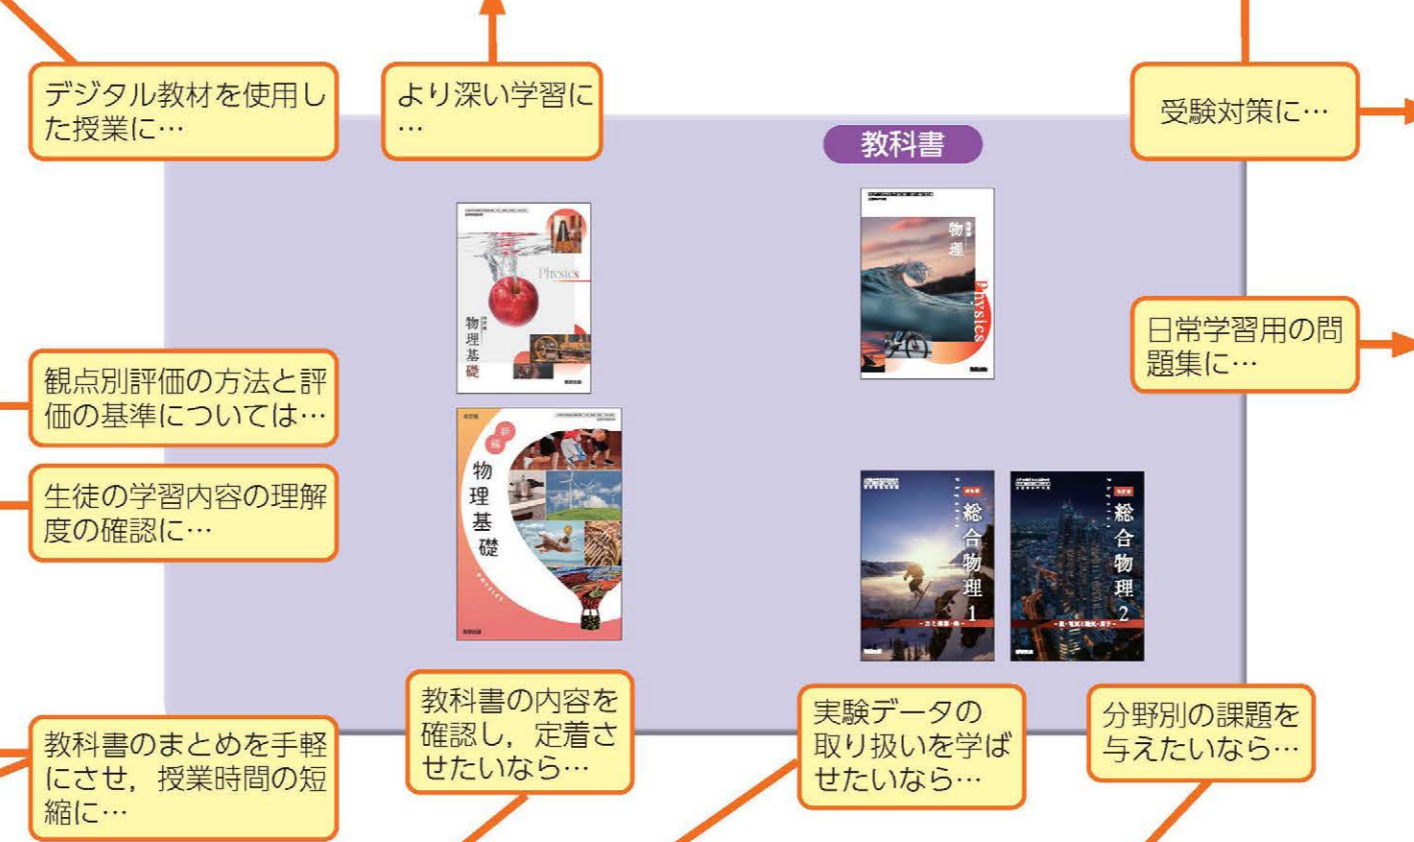 デジタル教材を使用し
た授業に…
より深い学習に
…
受験対策に…
教科書
Physics
物理基礎
物理
Physics
日常学習用の問
題集に…
観点別評価の方法と評
価の基準については…
生徒の学習内容の理解
度の確認に…
改訂版
新編
物理基礎
PHYSICS
総合物理1
総合物理2
教科書の内容を
確認し，定着さ
せたいなら…
実験データの
取り扱いを学ば
せたいなら…
分野別の課題を
与えたいなら…
教科書のまとめを手軽
にさせ，授業時間の短
縮に…